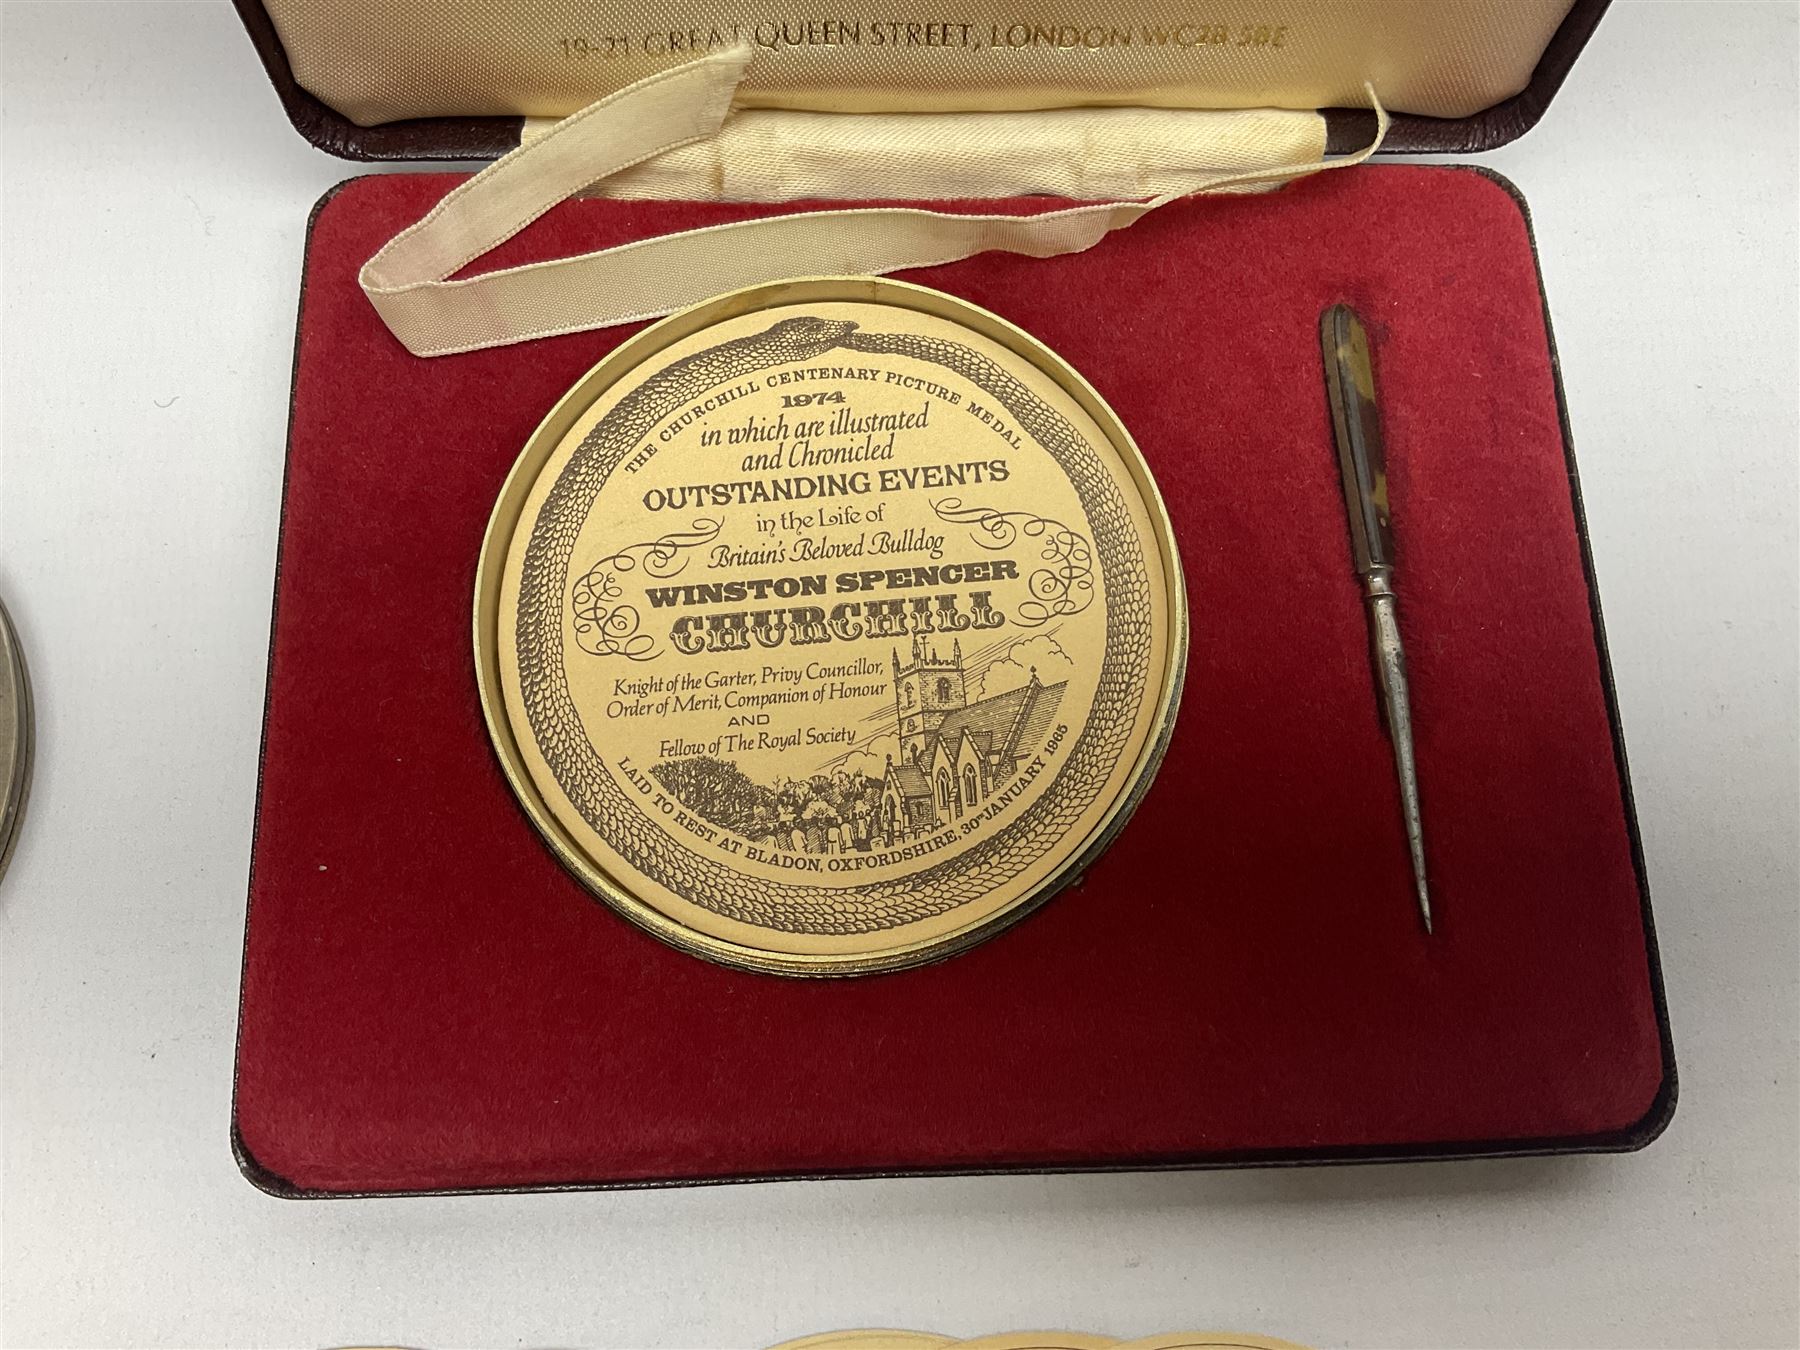 19-21 GREAT QUEEN STREET, LONDON WC2B 5BE
THE CHURCHILL CENTENARY PICTURE MEDAL
1974
in which are illustrated
and Chronicled
OUTSTANDING EVENTS
in the Life of
Britain's Beloved Bulldog
WINSTON SPENCER
CHURCHILL
Knight of the Garter, Privy Councillor,
Order of Merit, Companion of Honour
AND
Fellow of The Royal Society
LAID TO REST AT BLADON, OXFORDSHIRE, 30TH JANUARY 1965